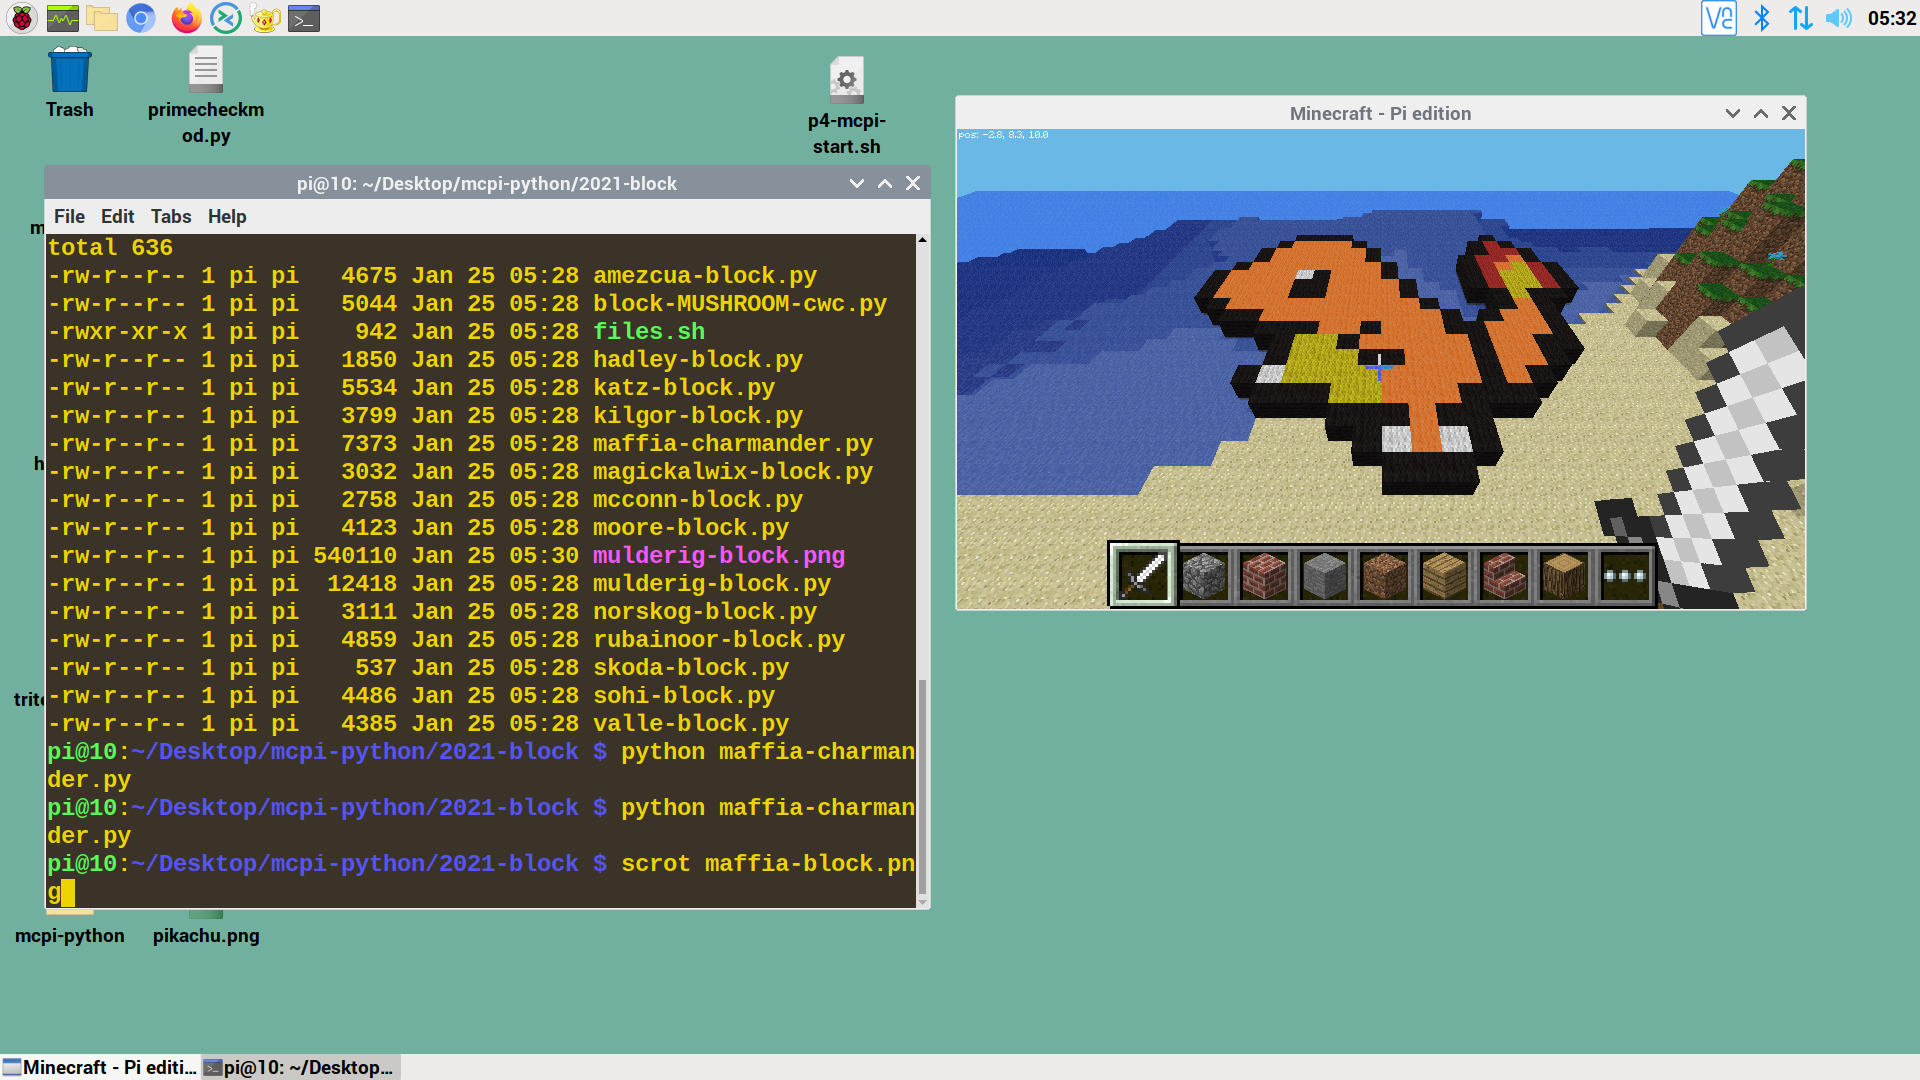 05:32
Trash
primecheckm
od.py
p4-mcpi-
start.sh
Minecraft - Pi edition
pos: -2.8, 8.3, 10.0
pi@10: ~/Desktop/mcpi-python/2021-block
File Edit Tabs Help
total 636
-rw-r--r-- 1 pi pi   4675 Jan 25 05:28 amezcua-block.py
-rw-r--r-- 1 pi pi   5044 Jan 25 05:28 block-MUSHROOM-cwc.py
-rwxr-xr-x 1 pi pi    942 Jan 25 05:28 files.sh
-rw-r--r-- 1 pi pi   1850 Jan 25 05:28 hadley-block.py
-rw-r--r-- 1 pi pi   5534 Jan 25 05:28 katz-block.py
-rw-r--r-- 1 pi pi   3799 Jan 25 05:28 kilgor-block.py
-rw-r--r-- 1 pi pi   7373 Jan 25 05:28 maffia-charmander.py
-rw-r--r-- 1 pi pi   3032 Jan 25 05:28 magickalwix-block.py
-rw-r--r-- 1 pi pi   2758 Jan 25 05:28 mcconn-block.py
-rw-r--r-- 1 pi pi   4123 Jan 25 05:28 moore-block.py
-rw-r--r-- 1 pi pi 540110 Jan 25 05:30 mulderig-block.png
-rw-r--r-- 1 pi pi  12418 Jan 25 05:28 mulderig-block.py
-rw-r--r-- 1 pi pi   3111 Jan 25 05:28 norskog-block.py
-rw-r--r-- 1 pi pi   4859 Jan 25 05:28 rubainoor-block.py
-rw-r--r-- 1 pi pi    537 Jan 25 05:28 skoda-block.py
-rw-r--r-- 1 pi pi   4486 Jan 25 05:28 sohi-block.py
-rw-r--r-- 1 pi pi   4385 Jan 25 05:28 valle-block.py
pi@10:~/Desktop/mcpi-python/2021-block $ python maffia-charman
der.py
pi@10:~/Desktop/mcpi-python/2021-block $ python maffia-charman
der.py
pi@10:~/Desktop/mcpi-python/2021-block $ scrot maffia-block.pn
g
mcpi-python
pikachu.png
Minecraft - Pi editi...
pi@10: ~/Desktop...